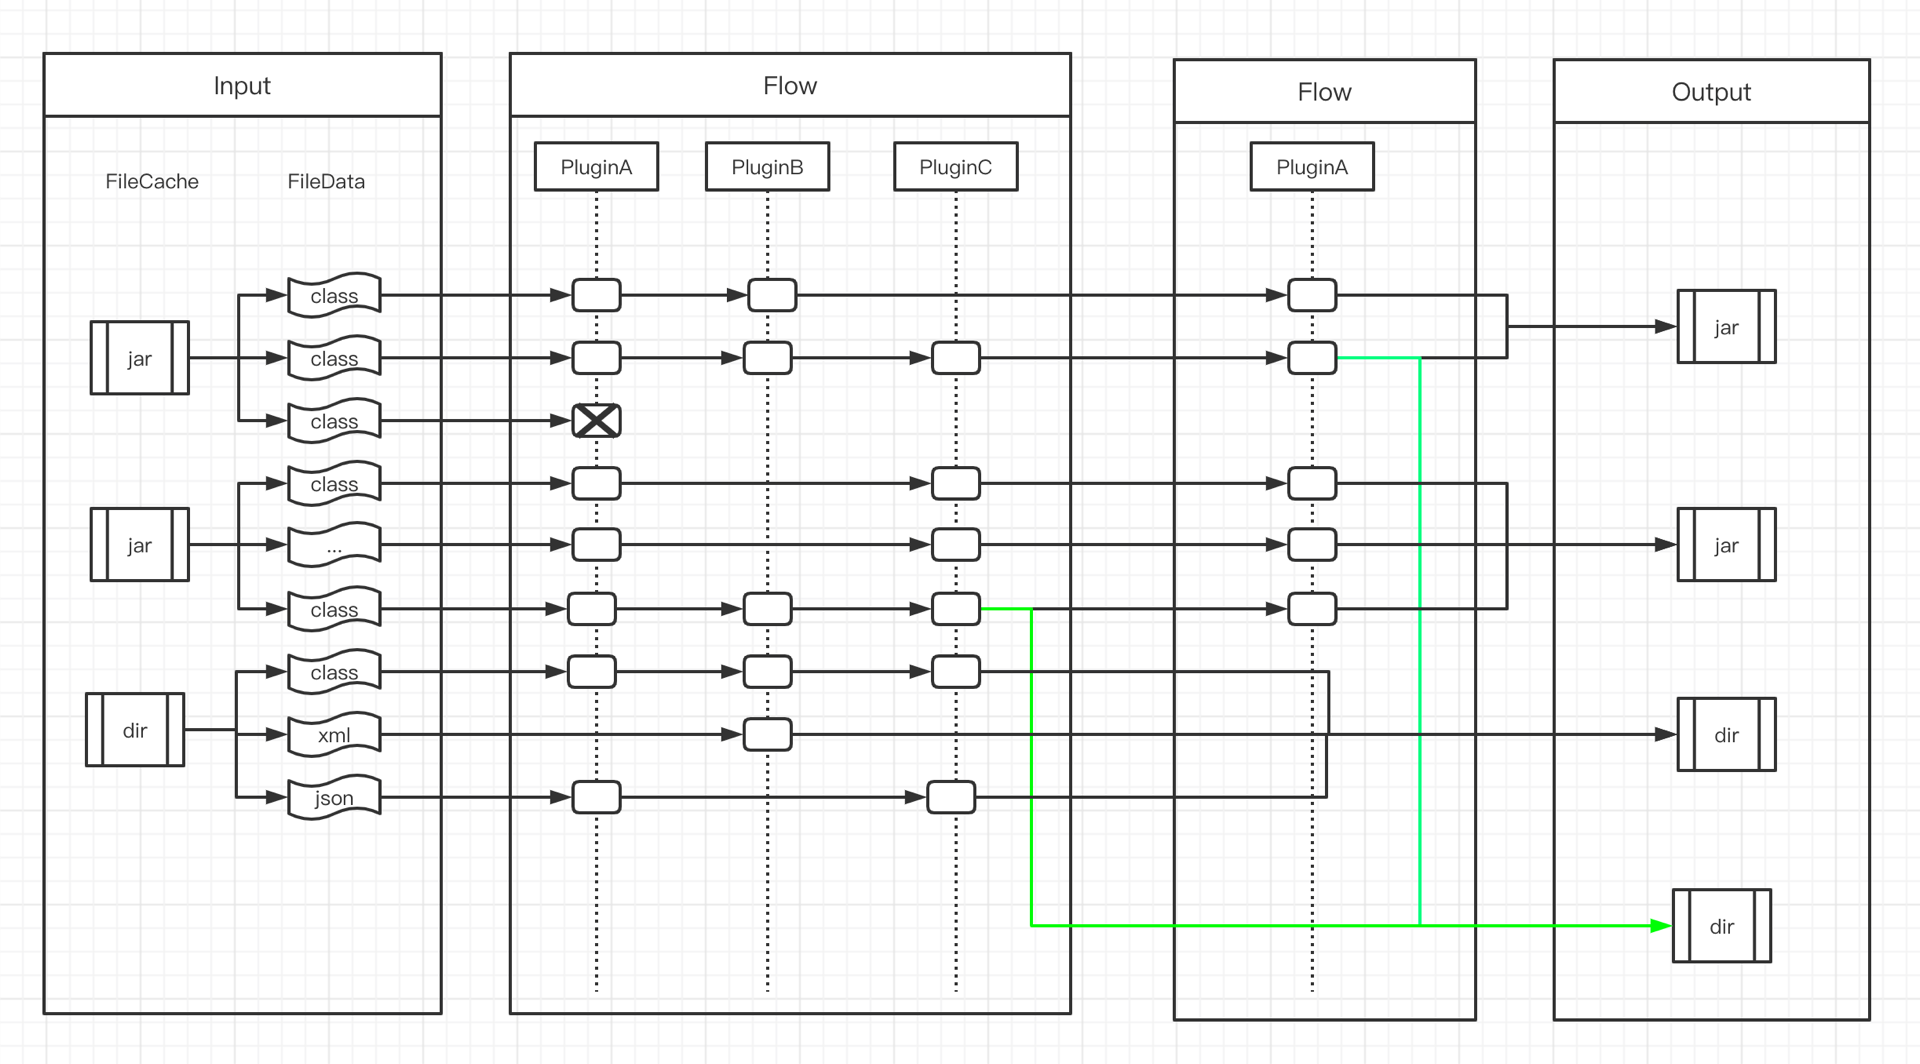 Input
Flow
Flow
Output
FileCache
FileData
PluginA
PluginB
PluginC
PluginA
class
jar
class
class
jar
class
jar
...
class
jar
class
dir
xml
dir
json
dir